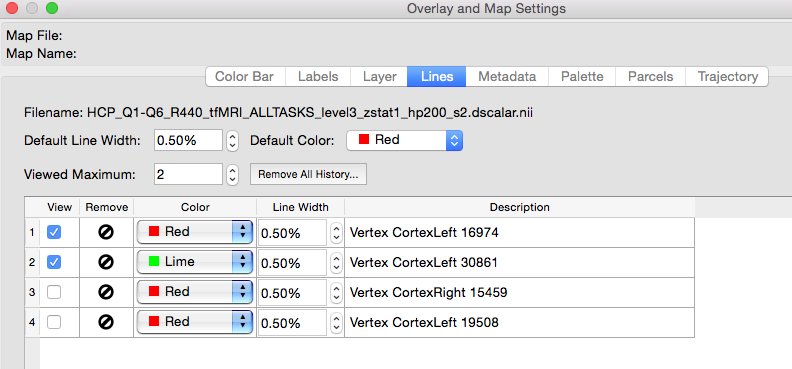 Overlay and Map Settings
Map File:
Map Name:
Color Bar Labels Layer Lines Metadata Palette Parcels Trajectory
Filename: HCP_Q1-Q6_R440_tfMRI_ALLTASKS_level3_zstat1_hp200_s2.dscalar.nii
Default Line Width: 0.50% Default Color: Red
Viewed Maximum: 2 Remove All History...
View Remove Color Line Width Description
1 Red 0.50% Vertex CortexLeft 16974
2 Lime 0.50% Vertex CortexLeft 30861
3 Red 0.50% Vertex CortexRight 15459
4 Red 0.50% Vertex CortexLeft 19508